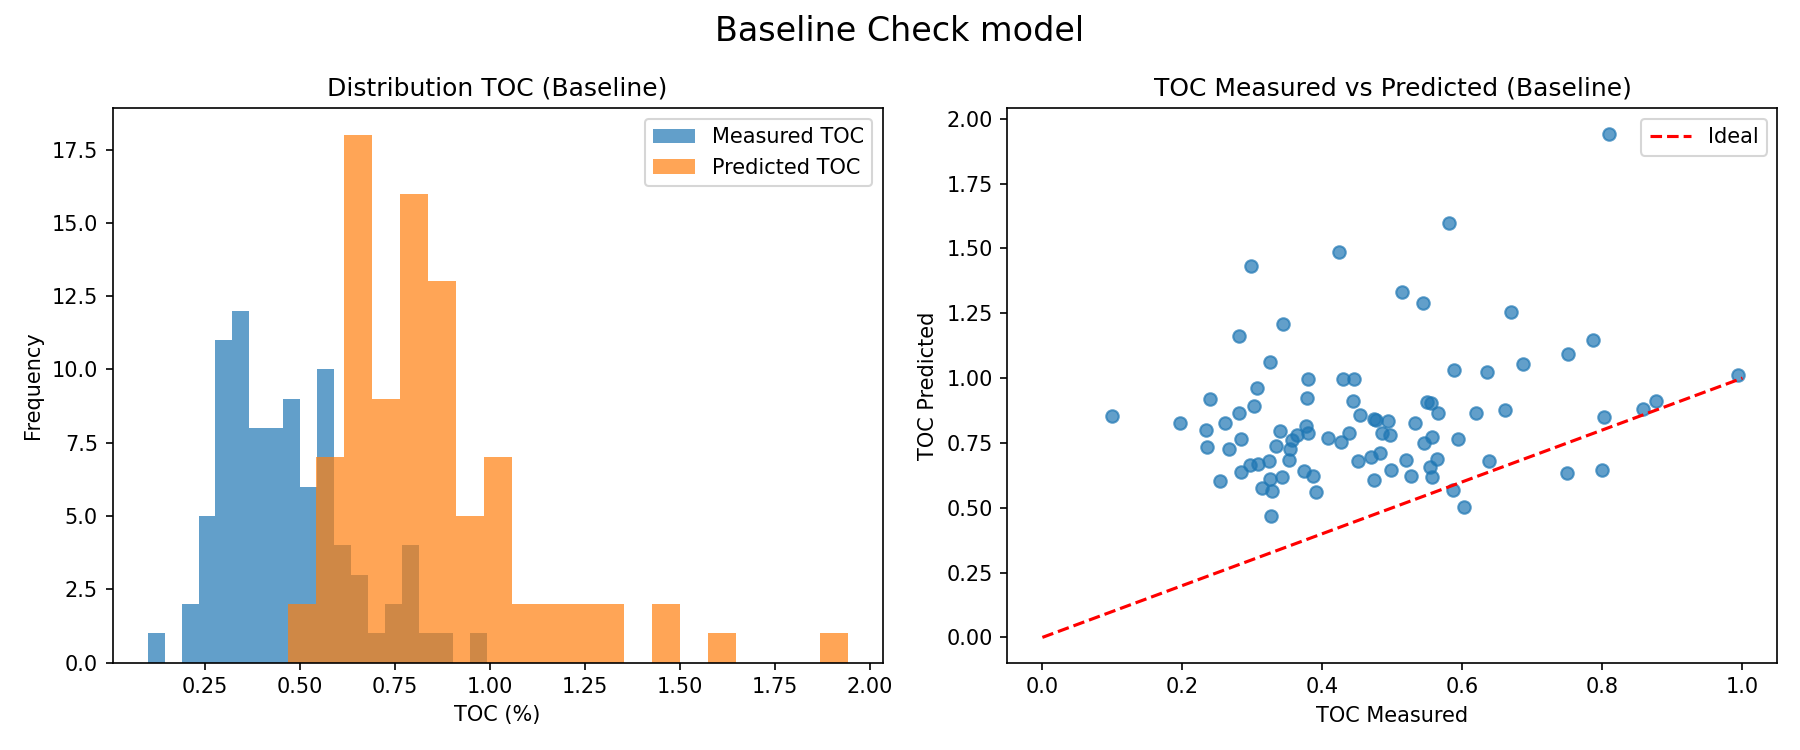 Baseline Check model
Distribution TOC (Baseline)
Measured TOC
Predicted TOC
17.5
15.0
12.5
10.0
7.5
5.0
2.5
0.0
Frequency
0.25 0.50 0.75 1.00 1.25 1.50 1.75 2.00
TOC (%)
TOC Measured vs Predicted (Baseline)
Ideal
2.00
1.75
1.50
1.25
1.00
0.75
0.50
0.25
0.00
TOC Predicted
0.0 0.2 0.4 0.6 0.8 1.0
TOC Measured